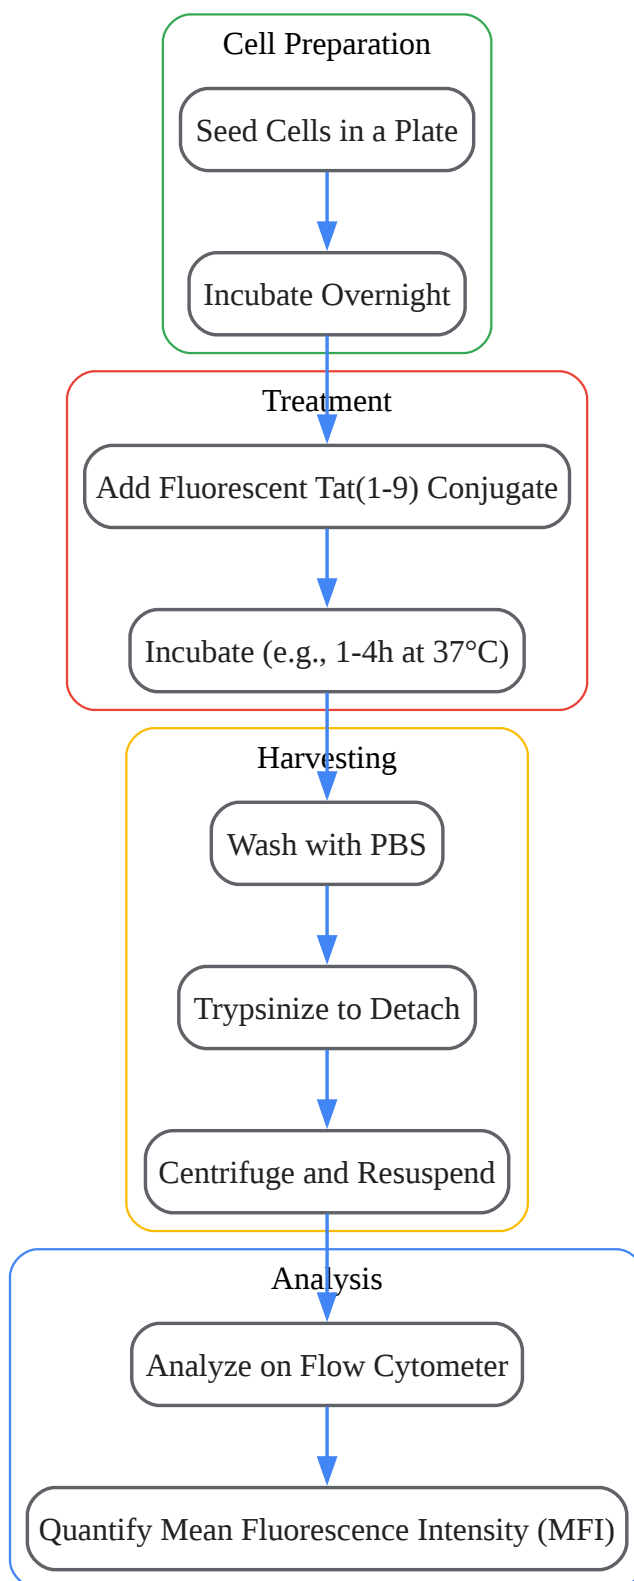 Cell Preparation
Seed Cells in a Plate
Incubate Overnight
Treatment
Add Fluorescent Tat(1-9) Conjugate
Incubate (e.g., 1-4h at 37°C)
Harvesting
Wash with PBS
Trypsinize to Detach
Centrifuge and Resuspend
Analysis
Analyze on Flow Cytometer
Quantify Mean Fluorescence Intensity (MFI)